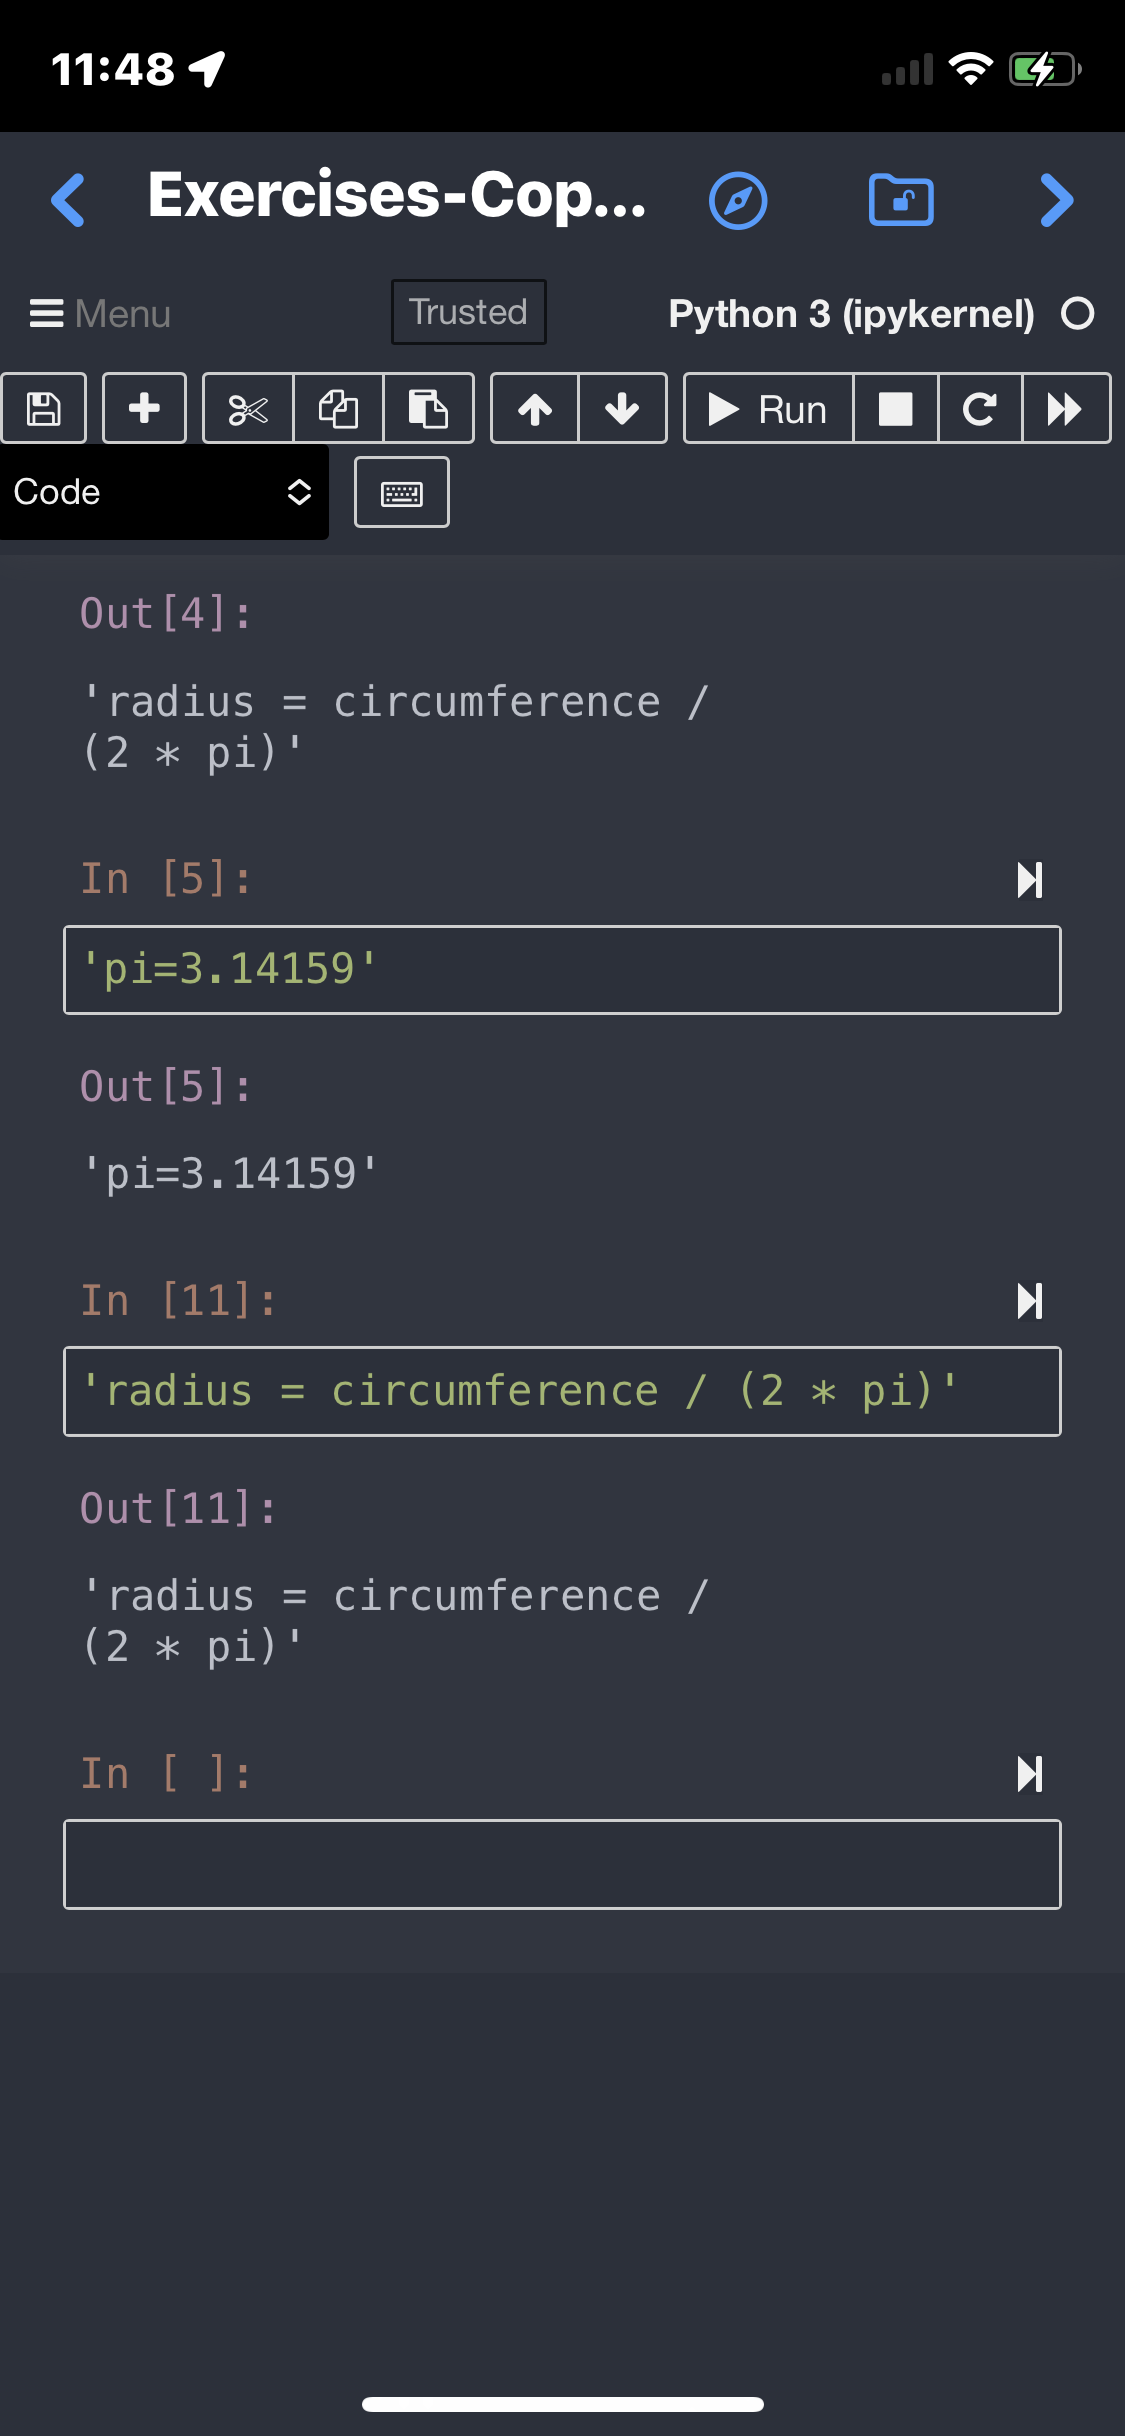 11:48
Exercises-Cop...
Menu
Trusted
Python 3 (ipykernel)
Run
Code
Out[4]:
'radius = circumference /
(2 * pi)'
In [5]:
'pi=3.14159'
Out[5]:
'pi=3.14159'
In [11]:
'radius = circumference / (2 * pi)'
Out[11]:
'radius = circumference /
(2 * pi)'
In [ ]: